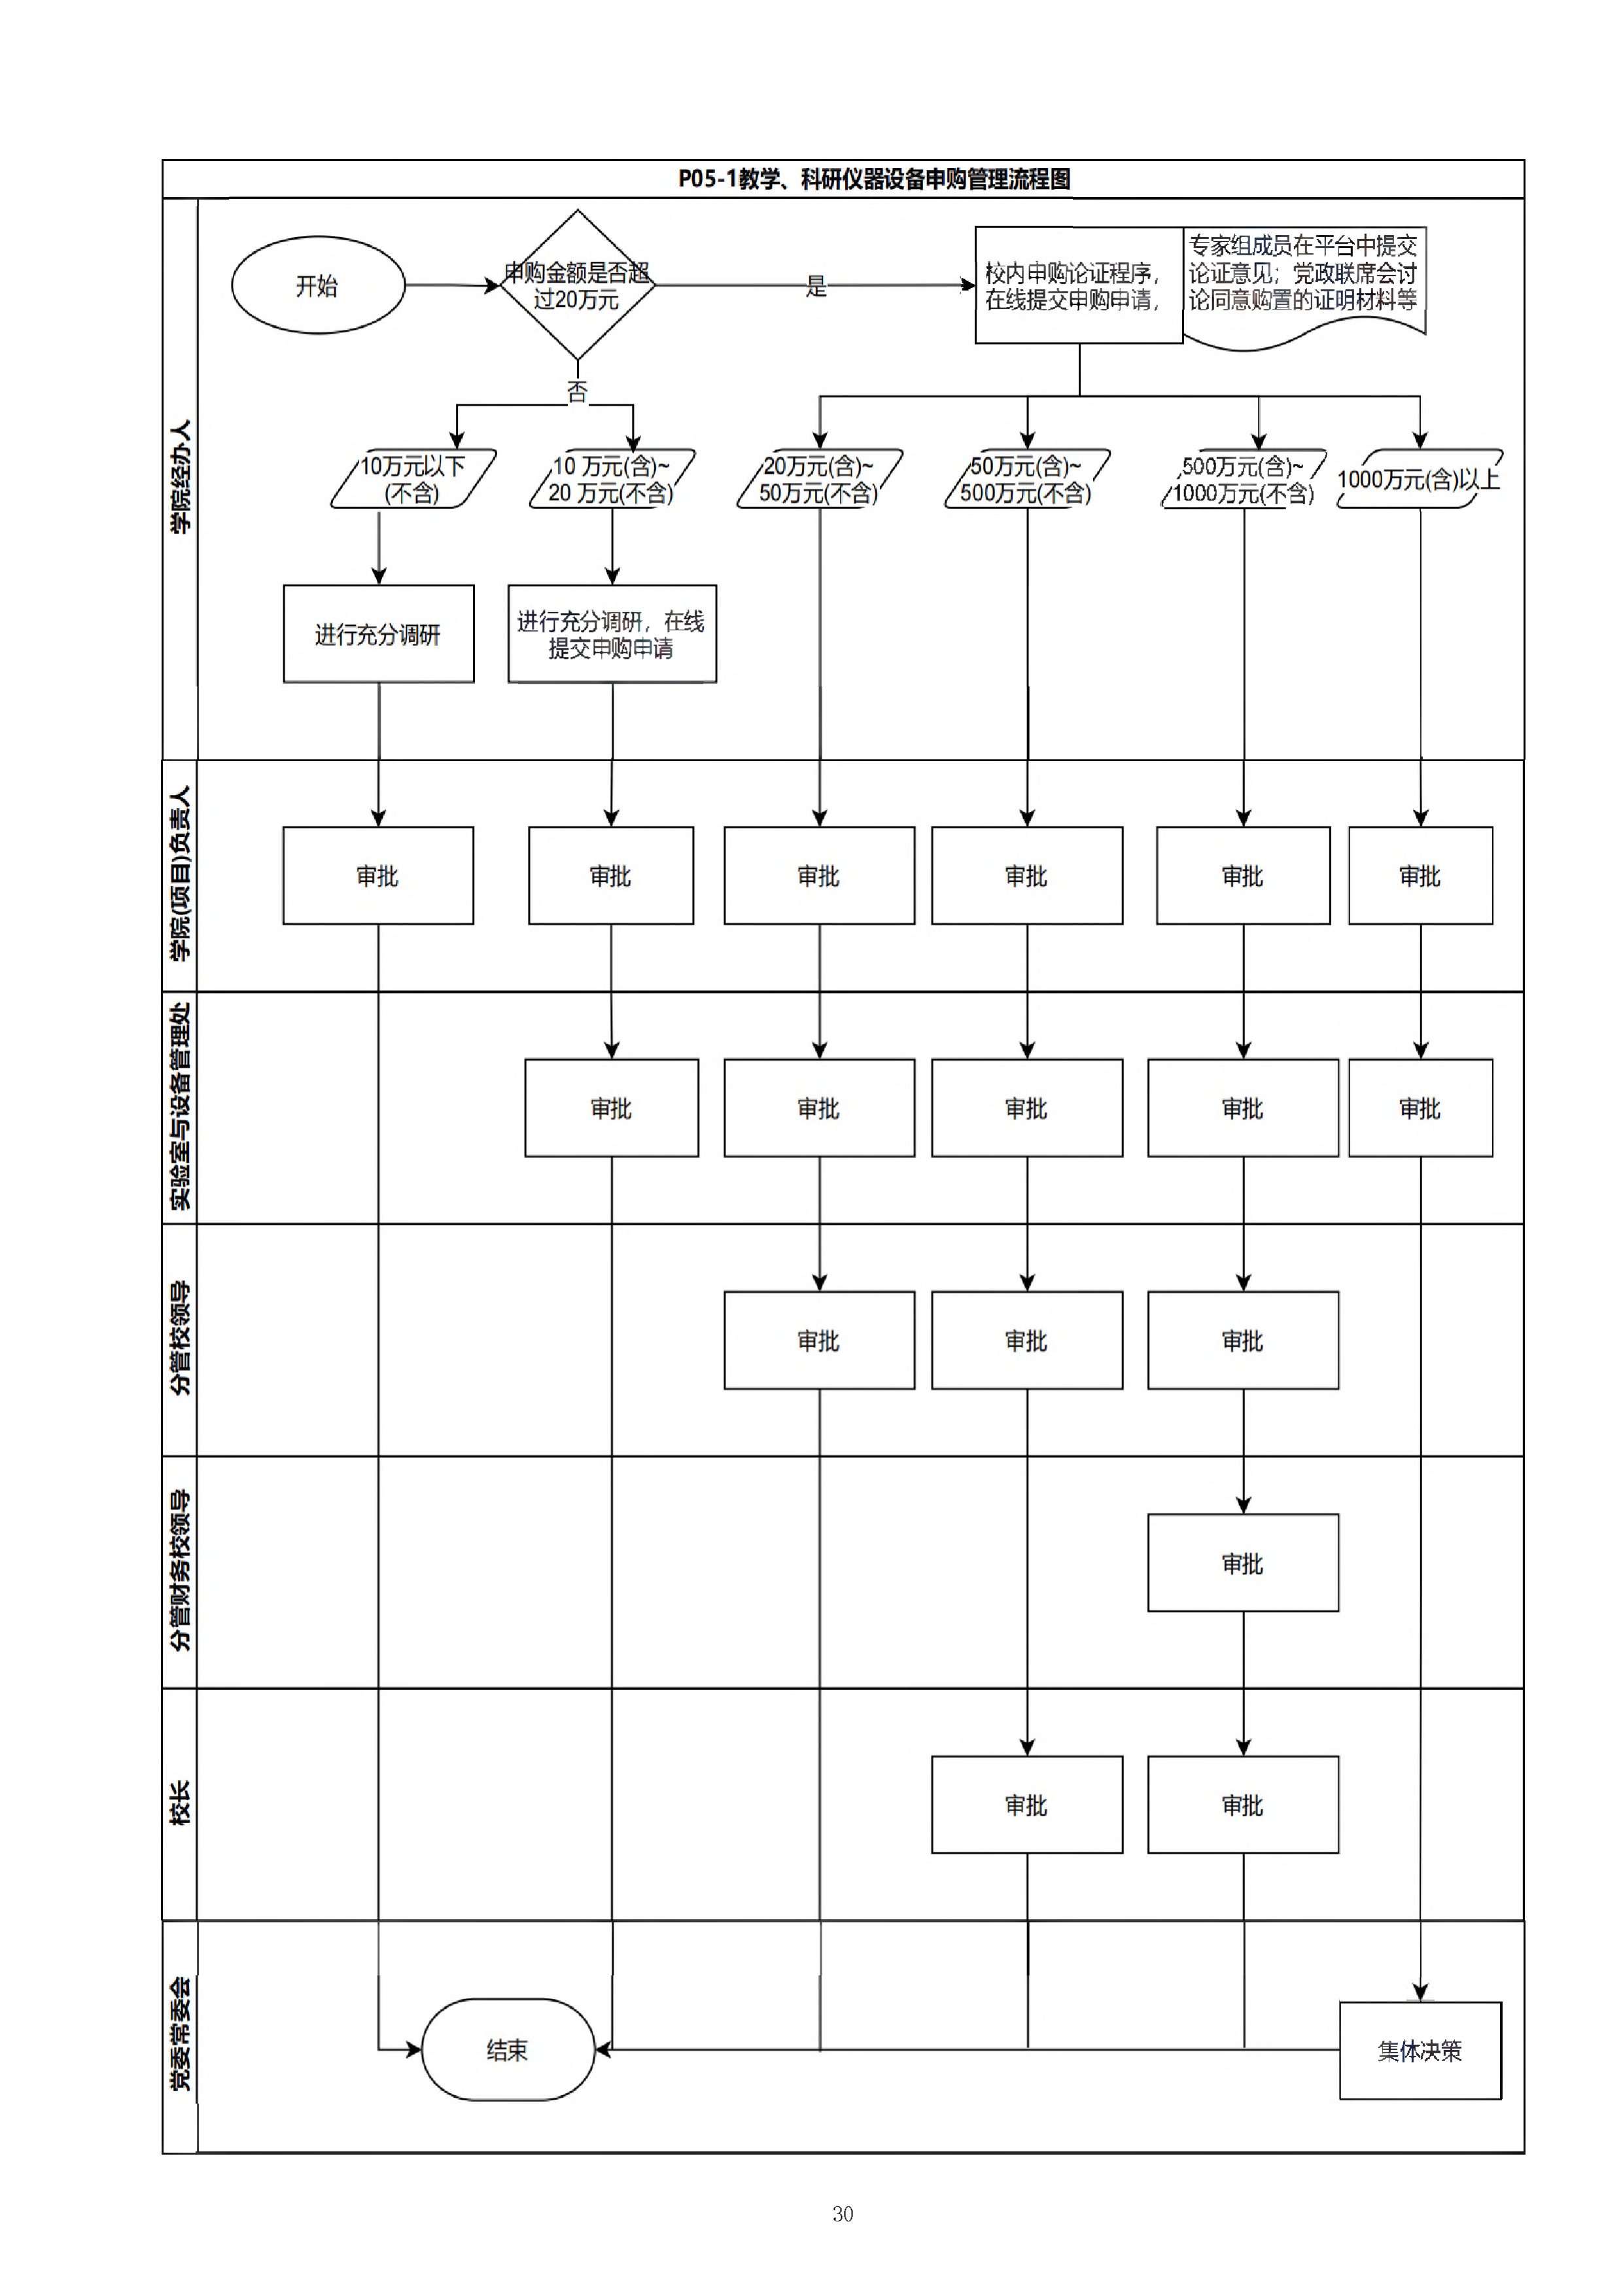 P05-1教学、科研仪器设备申购管理流程图
学院经办人
开始
申购金额是否超
过20万元
是
校内申购论证程序，
在线提交申购申请，
专家组成员在平台中提交
论证意见；党政联席会讨
论同意购置的证明材料等
否
10万元以下
(不含)
10 万元(含)~
20 万元(不含)
20万元(含)~
50万元(不含)
50万元(含)~
500万元(不含)
500万元(含)~
1000万元(不含)
1000万元(含)以上
进行充分调研
进行充分调研，在线
提交申购申请
学院(项目)负责人
审批
审批
审批
审批
审批
审批
实验室与设备管理处
审批
审批
审批
审批
审批
分管校领导
审批
审批
审批
分管财务校领导
审批
校长
审批
审批
党委常委会
结束
集体决策
30